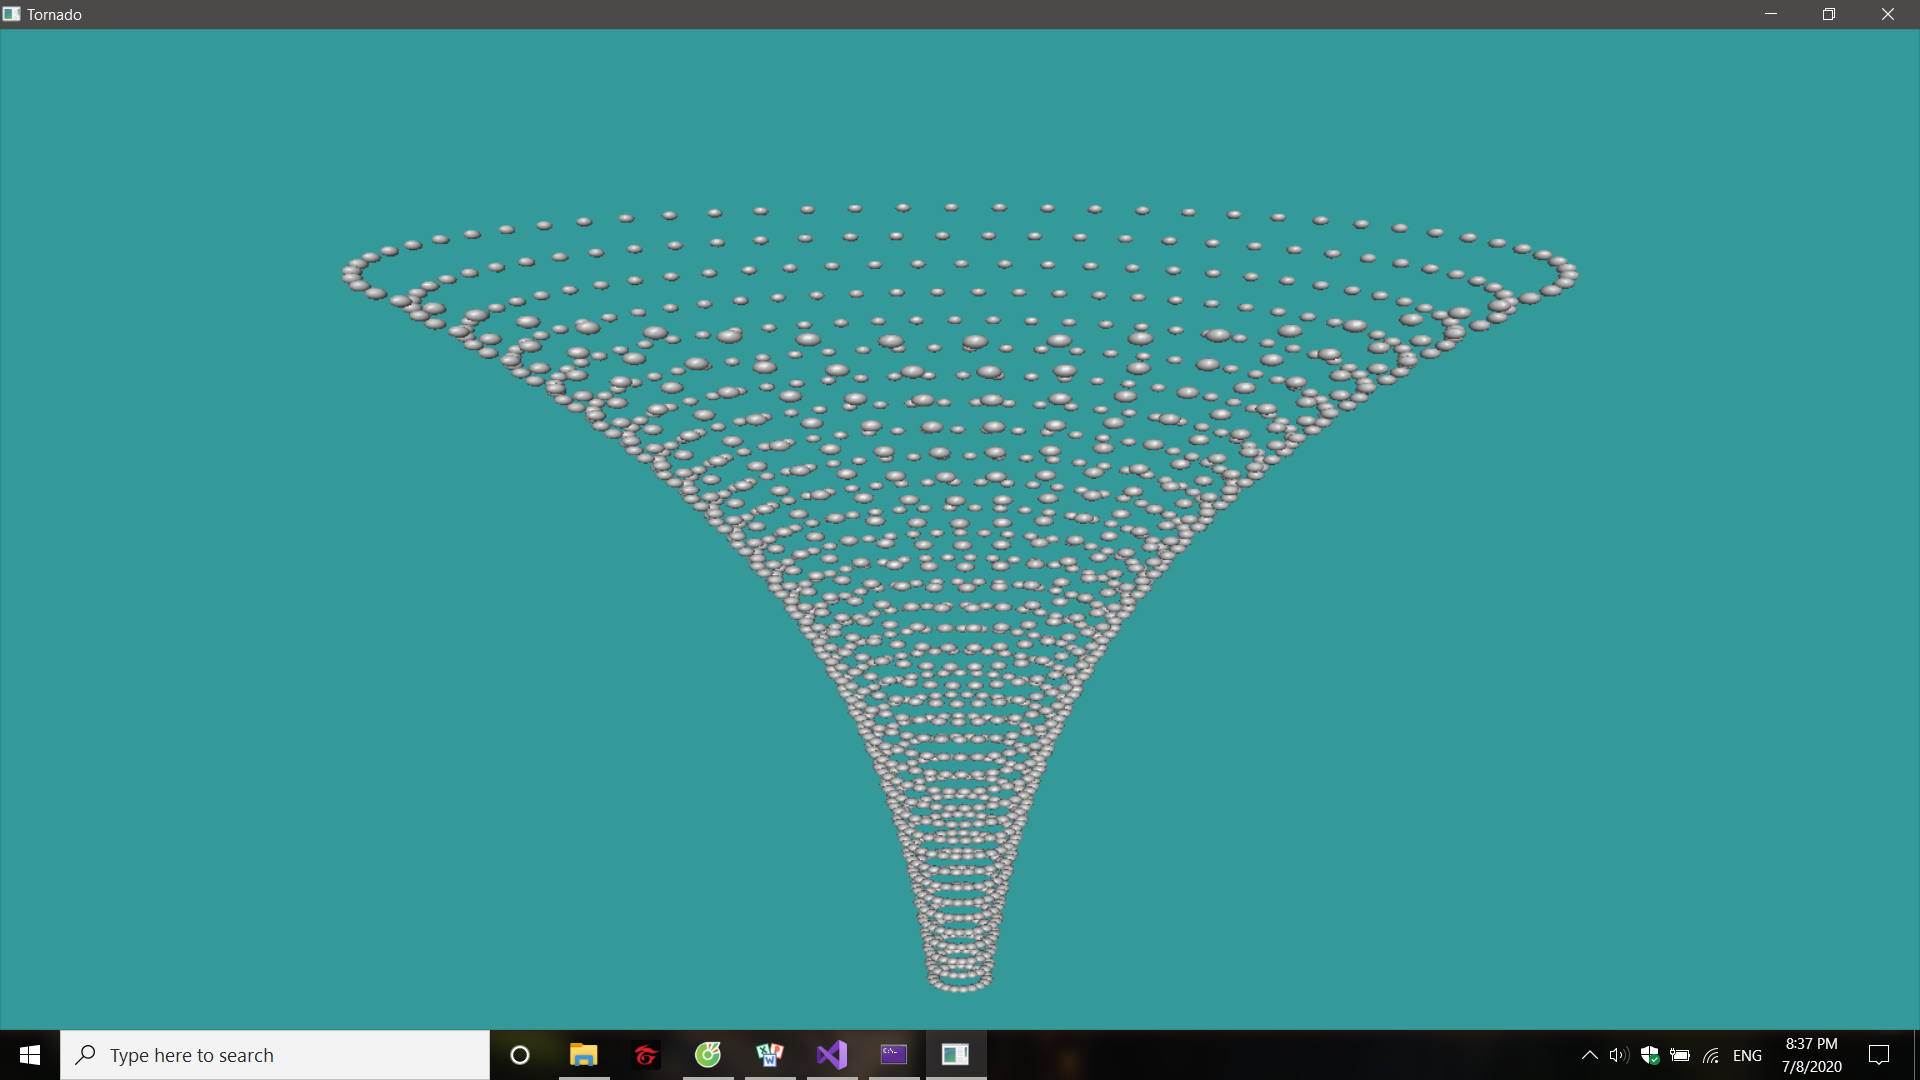 Tornado
Type here to search
ENG
8:37 PM
7/8/2020